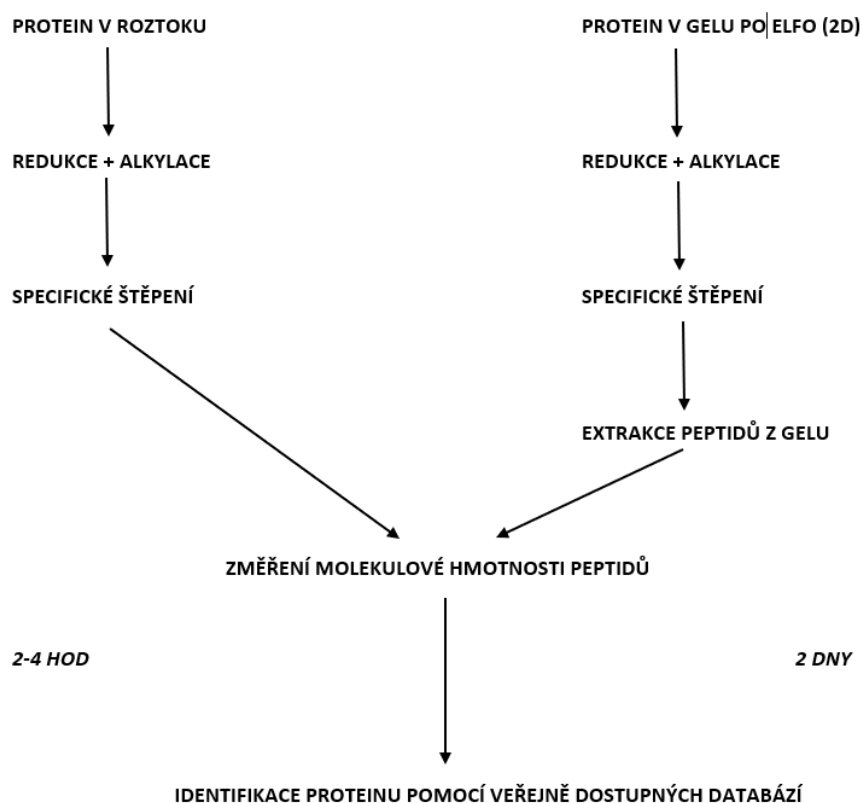 PROTEIN V ROZTOKU
PROTEIN V GELU PO ELFO (2D)
REDUKCE + ALKYLACE
REDUKCE + ALKYLACE
SPECIFICKÉ ŠTĚPENÍ
SPECIFICKÉ ŠTĚPENÍ
EXTRAKCE PEPTIDŮ Z GELU
ZMĚŘENÍ MOLEKULOVÉ HMOTNOSTI PEPTIDŮ
2-4 HOD
2 DNY
IDENTIFIKACE PROTEINU POMOCÍ VEŘEJNĚ DOSTUPNÝCH DATABÁZÍ